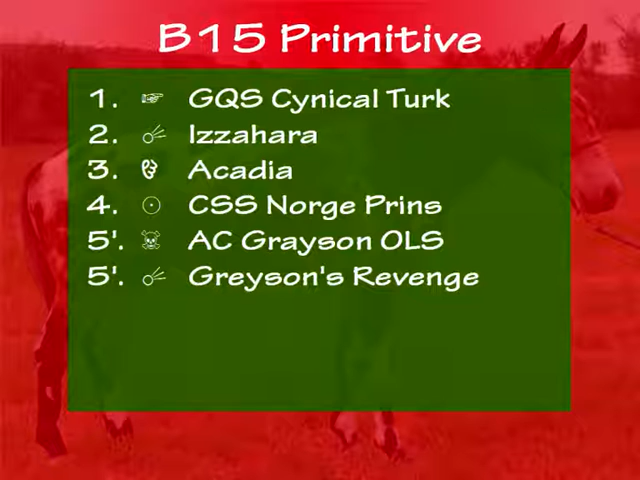 B15 Primitive
1. ☞ GQS Cynical Turk
2. ☄ Izzahara
3. Acadia
4. ☉ CSS Norge Prins
5'. ☠ AC Grayson OLS
5'. ☄ Greyson's Revenge